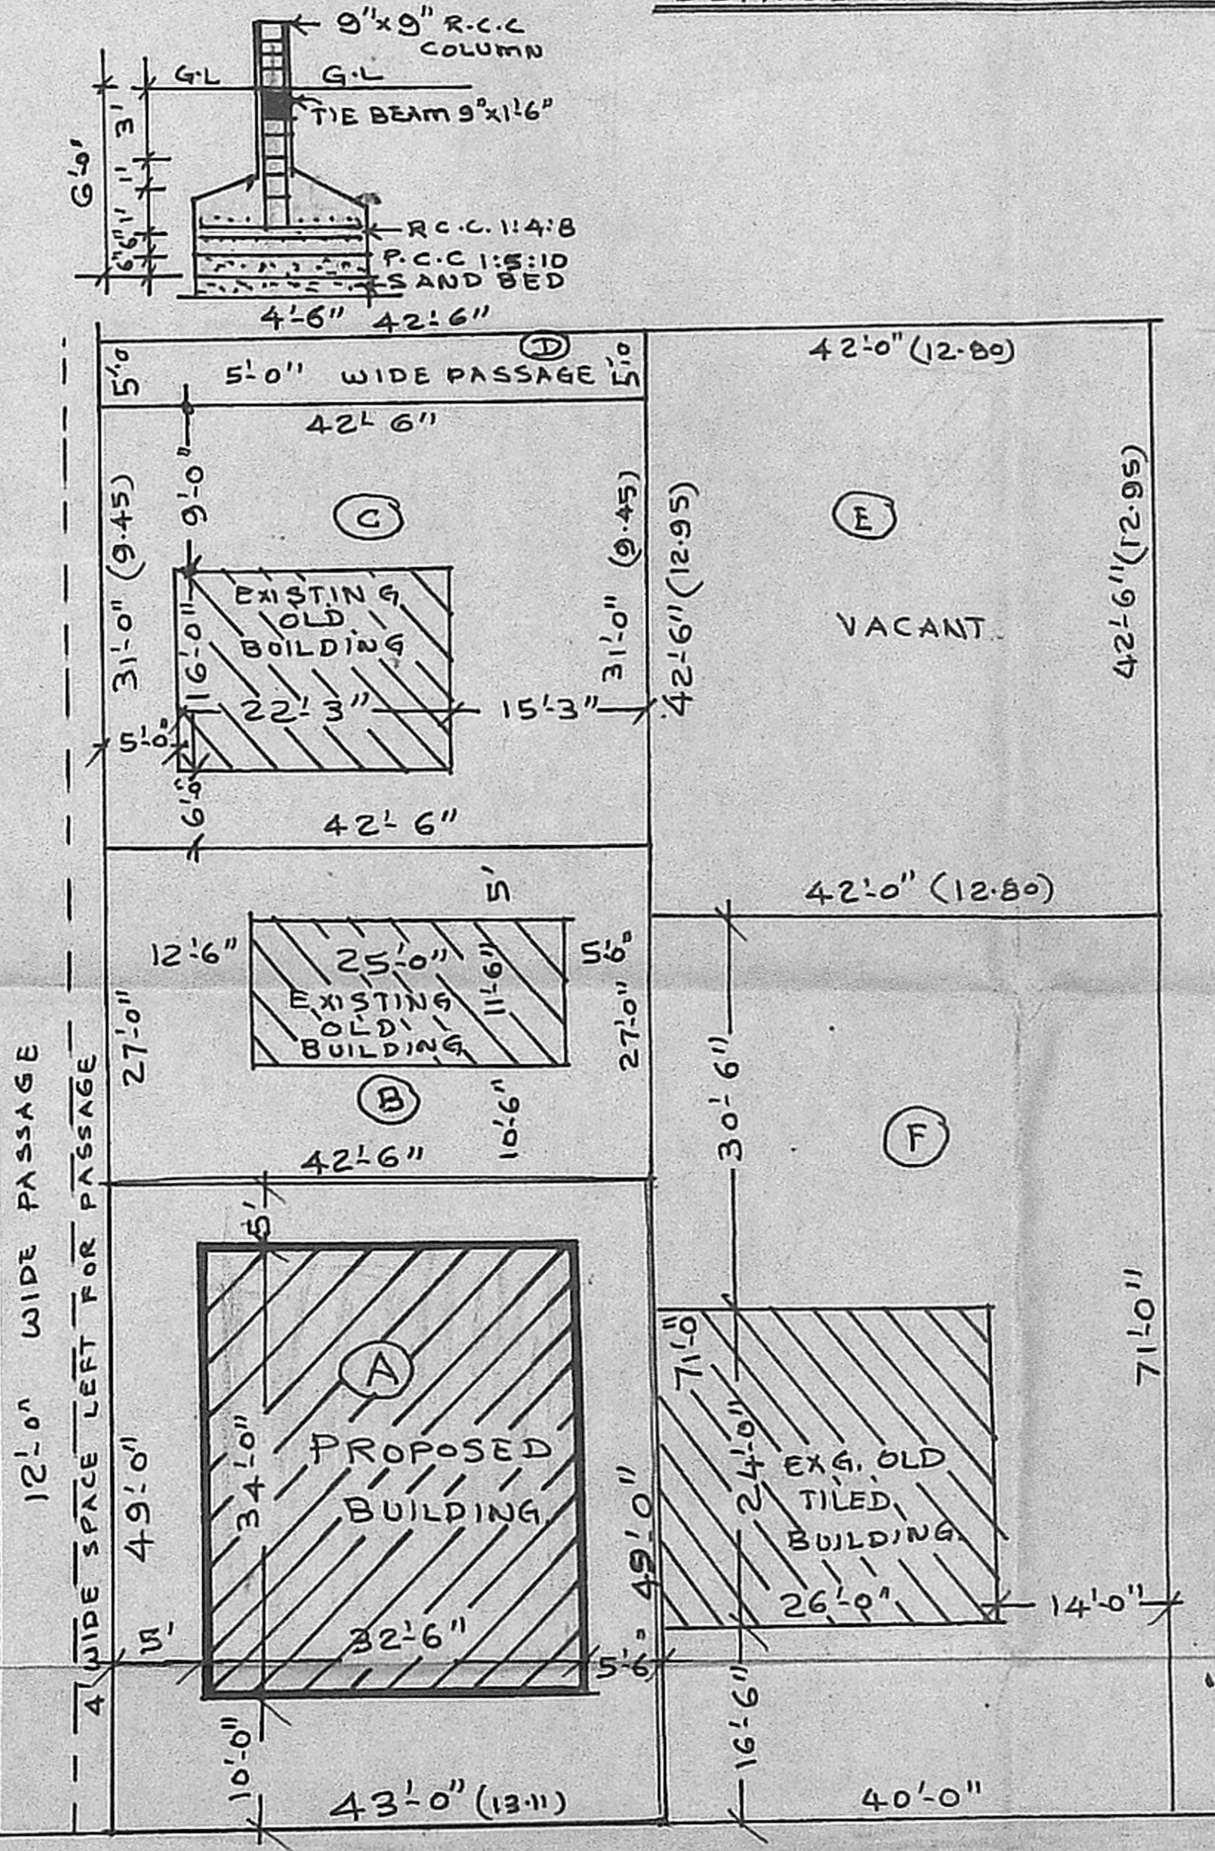 9"x9" R.C.C
COLUMN
G.L
G.L
TIE BEAM 9"x1'-6"
6'-0"
3'
1'
1'
6"
6"
R.C.C. 1:4:8
P.C.C 1:5:10
SAND BED
4'-6"
42'-6"
D
5'-0
5'-0" WIDE PASSAGE
5'-0
42'-0" (12.80)
42'-6"
9'-0"
31'-0" (9.45)
C
31'-0" (9.45)
42'-6" (12.95)
E
VACANT
42'-6" (12.95)
EXISTING
OLD
BUILDING
16'-0"
22'-3"
15'-3"
5'-0"
6'-0"
42'-6"
42'-0" (12.80)
5'
12'-6"
25'-0"
11'-6"
5'-0"
EXISTING
OLD
BUILDING
27'-0"
27'-0"
B
10'-6"
42'-6"
30'-6"
F
12'-0" WIDE PASSAGE
4' WIDE SPACE LEFT FOR PASSAGE
5'
A
PROPOSED
BUILDING
34'-0"
49'-0"
49'-0"
71'-0"
71'-0"
24'-0"
EXG. OLD
TILED
BUILDING
26'-0"
14'-0"
5'
32'-6"
5'-6"
10'-0"
16'-6"
43'-0" (13.11)
40'-0"